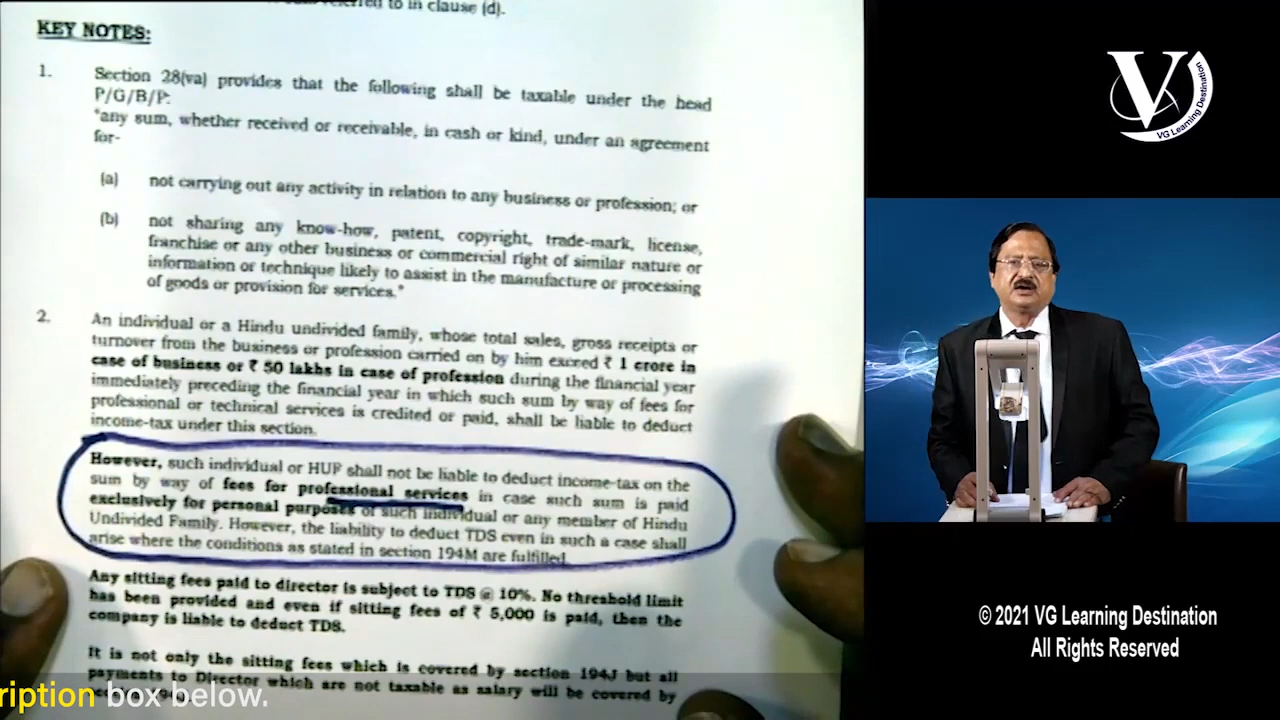 referred to in clause (d).
KEY NOTES:
1. Section 28(va) provides that the following shall be taxable under the head
P/G/B/P:
"any sum, whether received or receivable, in cash or kind, under an agreement
for-
(a) not carrying out any activity in relation to any business or profession; or
(b) not sharing any know-how, patent, copyright, trade-mark, license,
franchise or any other business or commercial right of similar nature or
information or technique likely to assist in the manufacture or processing
of goods or provision for services."
2. An individual or a Hindu undivided family, whose total sales, gross receipts or
turnover from the business or profession carried on by him exceed ₹ 1 crore in
case of business or ₹ 50 lakhs in case of profession during the financial year
immediately preceding the financial year in which such sum by way of fees for
professional or technical services is credited or paid, shall be liable to deduct
income-tax under this section.
However, such individual or HUF shall not be liable to deduct income-tax on the
sum by way of fees for professional services in case such sum is paid
exclusively for personal purposes of such individual or any member of Hindu
Undivided Family. However, the liability to deduct TDS even in such a case shall
arise where the conditions as stated in section 194M are fulfilled.
Any sitting fees paid to director is subject to TDS @ 10%. No threshold limit
has been provided and even if sitting fees of ₹ 5,000 is paid, then the
company is liable to deduct TDS.
It is not only the sitting fees which is covered by section 194J but all
payments to Director which are not taxable as salary will be covered by
ription box below.
V
VG Learning Destination
© 2021 VG Learning Destination
All Rights Reserved